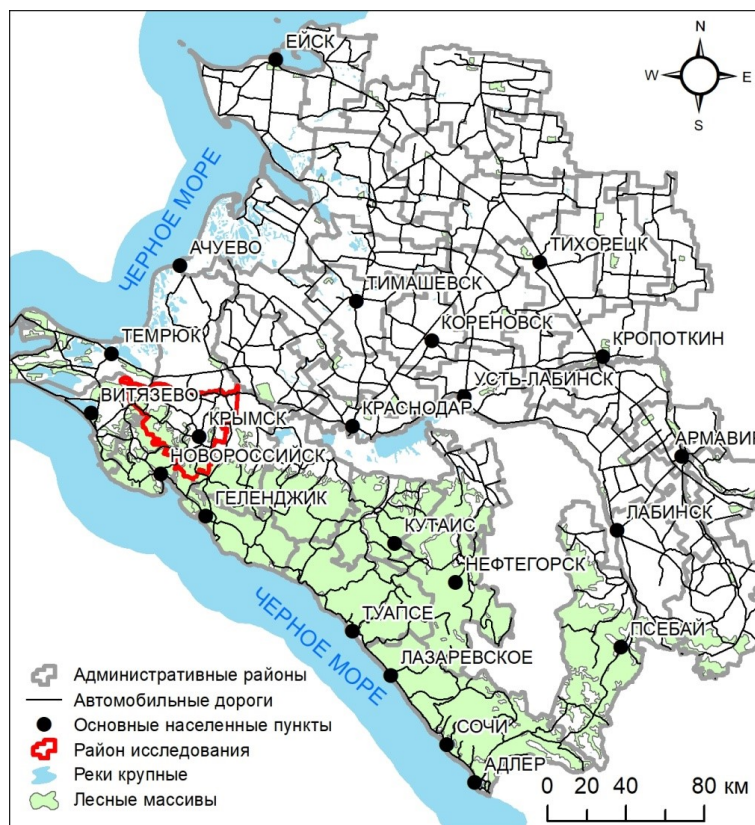 ЕЙСК
N
W E
S
ЧЕРНОЕ МОРЕ
АЧУЕВО
ТИХОРЕЦК
ТИМАШЕВСК
КОРЕНОВСК
ТЕМРЮК
КРОПОТКИН
УСТЬ-ЛАБИНСК
ВИТЯЗЕВО
КРАСНОДАР
КРЫМСК
АРМАВИР
НОВОРОССИЙСК
ГЕЛЕНДЖИК
ЛАБИНСК
КУТАИС
НЕФТЕГОРСК
ЧЕРНОЕ МОРЕ
ТУАПСЕ
ПСЕБАЙ
ЛАЗАРЕВСКОЕ
СОЧИ
АДЛЕР
Административные районы
Автомобильные дороги
Основные населенные пункты
Район исследования
Реки крупные
Лесные массивы
0 20 40 80 км